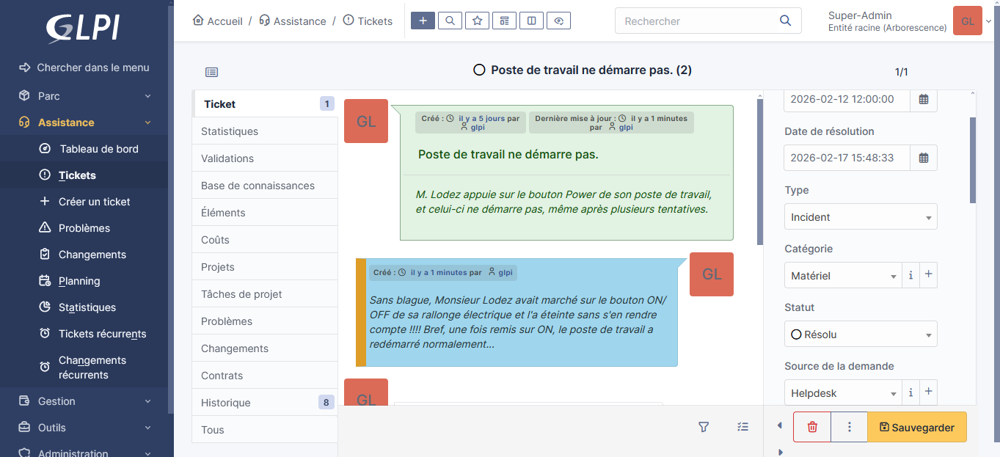 GLPI
Chercher dans le menu
Parc
Assistance
Tableau de bord
Tickets
Créer un ticket
Problèmes
Changements
Planning
Statistiques
Tickets récurrents
Changements
récurrents
Gestion
Outils
Administration
Accueil / Assistance / Tickets
Rechercher
Super-Admin
Entité racine (Arborescence)
GL
Poste de travail ne démarre pas. (2)
1/1
Ticket 1
Statistiques
Validations
Base de connaissances
Éléments
Coûts
Projets
Tâches de projet
Problèmes
Changements
Contrats
Historique 8
Tous
GL
Créé : il y a 5 jours par
glpi
Dernière mise à jour : il y a 1 minutes
par glpi
Poste de travail ne démarre pas.
M. Lodez appuie sur le bouton Power de son poste de travail,
et celui-ci ne démarre pas, même après plusieurs tentatives.
GL
Créé : il y a 1 minutes par glpi
Sans blague, Monsieur Lodez avait marché sur le bouton ON/
OFF de sa rallonge électrique et l'a éteinte sans s'en rendre
compte !!!! Bref, une fois remis sur ON, le poste de travail a
redémarré normalement...
GL
2026-02-12 12:00:00
Date de résolution
2026-02-17 15:48:33
Type
Incident
Catégorie
Matériel
Statut
Résolu
Source de la demande
Helpdesk
Sauvegarder